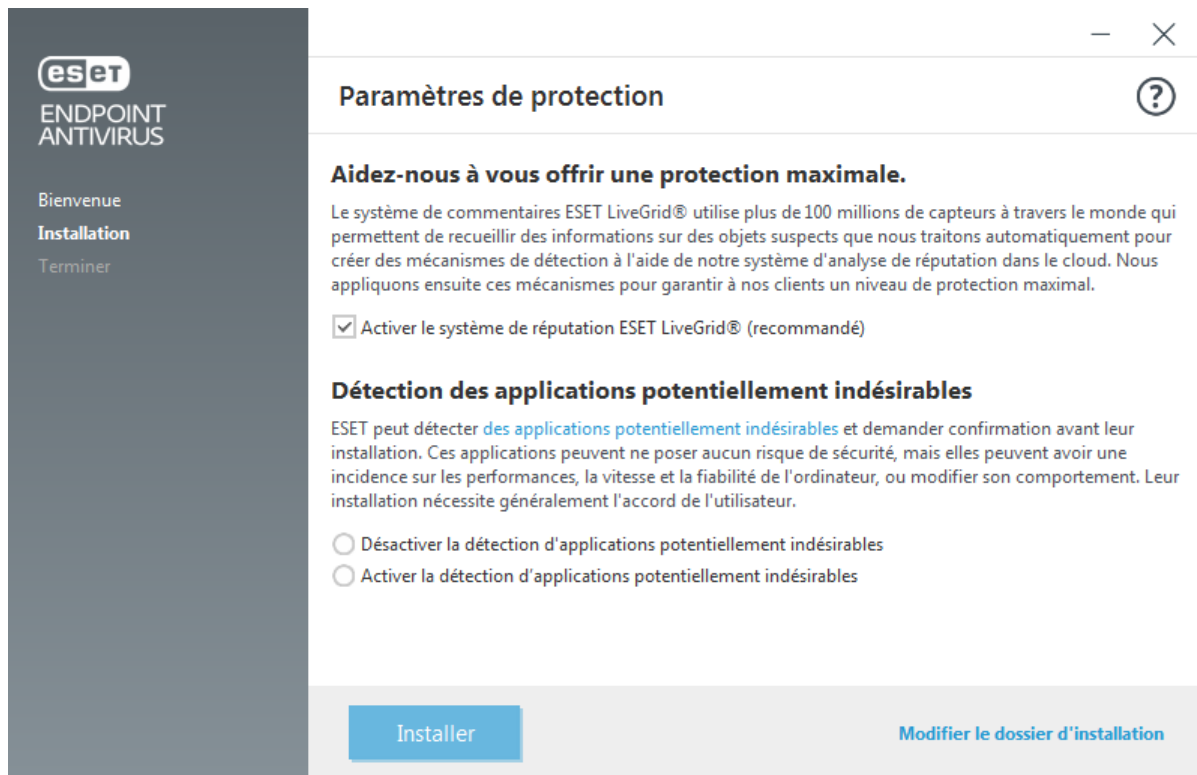 eset
ENDPOINT
ANTIVIRUS
Bienvenue
Installation
Terminer
Paramètres de protection
?
Aidez-nous à vous offrir une protection maximale.
Le système de commentaires ESET LiveGrid® utilise plus de 100 millions de capteurs à travers le monde qui
permettent de recueillir des informations sur des objets suspects que nous traitons automatiquement pour
créer des mécanismes de détection à l'aide de notre système d'analyse de réputation dans le cloud. Nous
appliquons ensuite ces mécanismes pour garantir à nos clients un niveau de protection maximal.
Activer le système de réputation ESET LiveGrid® (recommandé)
Détection des applications potentiellement indésirables
ESET peut détecter des applications potentiellement indésirables et demander confirmation avant leur
installation. Ces applications peuvent ne poser aucun risque de sécurité, mais elles peuvent avoir une
incidence sur les performances, la vitesse et la fiabilité de l'ordinateur, ou modifier son comportement. Leur
installation nécessite généralement l'accord de l'utilisateur.
Désactiver la détection d'applications potentiellement indésirables
Activer la détection d’applications potentiellement indésirables
Installer
Modifier le dossier d'installation